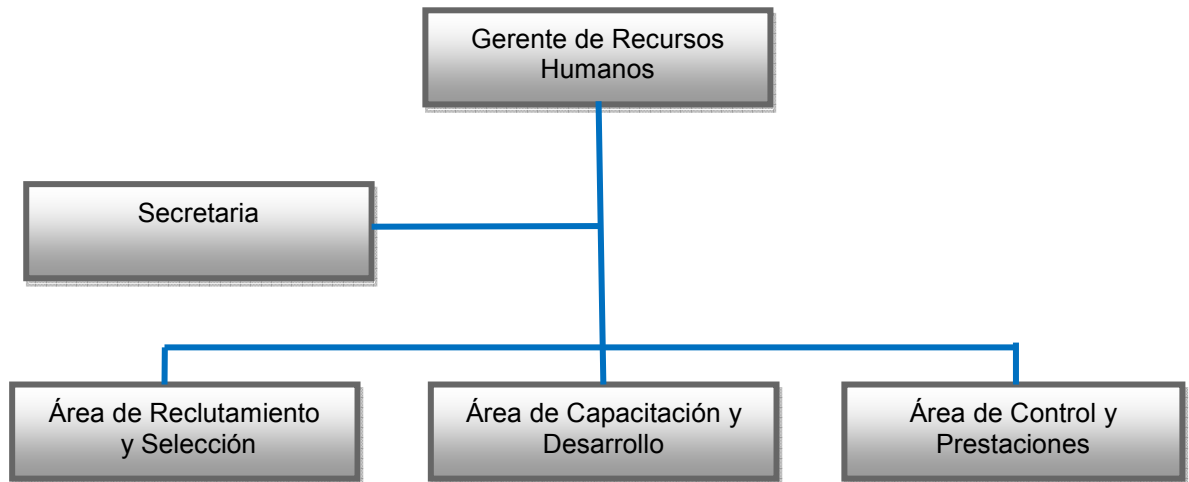 Gerente de Recursos
Humanos
Secretaria
Área de Reclutamiento
y Selección
Área de Capacitación y
Desarrollo
Área de Control y
Prestaciones